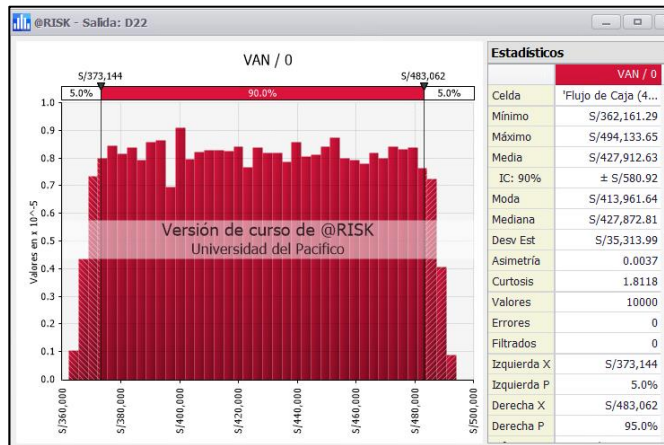 @RISK - Salida: D22
VAN / 0
S/373,144
S/483,062
5.0%
90.0%
5.0%
Valores en x 10^-5
1.0
0.9
0.8
0.7
0.6
0.5
0.4
0.3
0.2
0.1
0.0
Versión de curso de @RISK
Universidad del Pacifico
S/360,000
S/380,000
S/400,000
S/420,000
S/440,000
S/460,000
S/480,000
S/500,000
Estadísticos
VAN / 0
Celda 'Flujo de Caja (4...
Mínimo S/362,161.29
Máximo S/494,133.65
Media S/427,912.63
IC: 90% ± S/580.92
Moda S/413,961.64
Mediana S/427,872.81
Desv Est S/35,313.99
Asimetría 0.0037
Curtosis 1.8118
Valores 10000
Errores 0
Filtrados 0
Izquierda X S/373,144
Izquierda P 5.0%
Derecha X S/483,062
Derecha P 95.0%